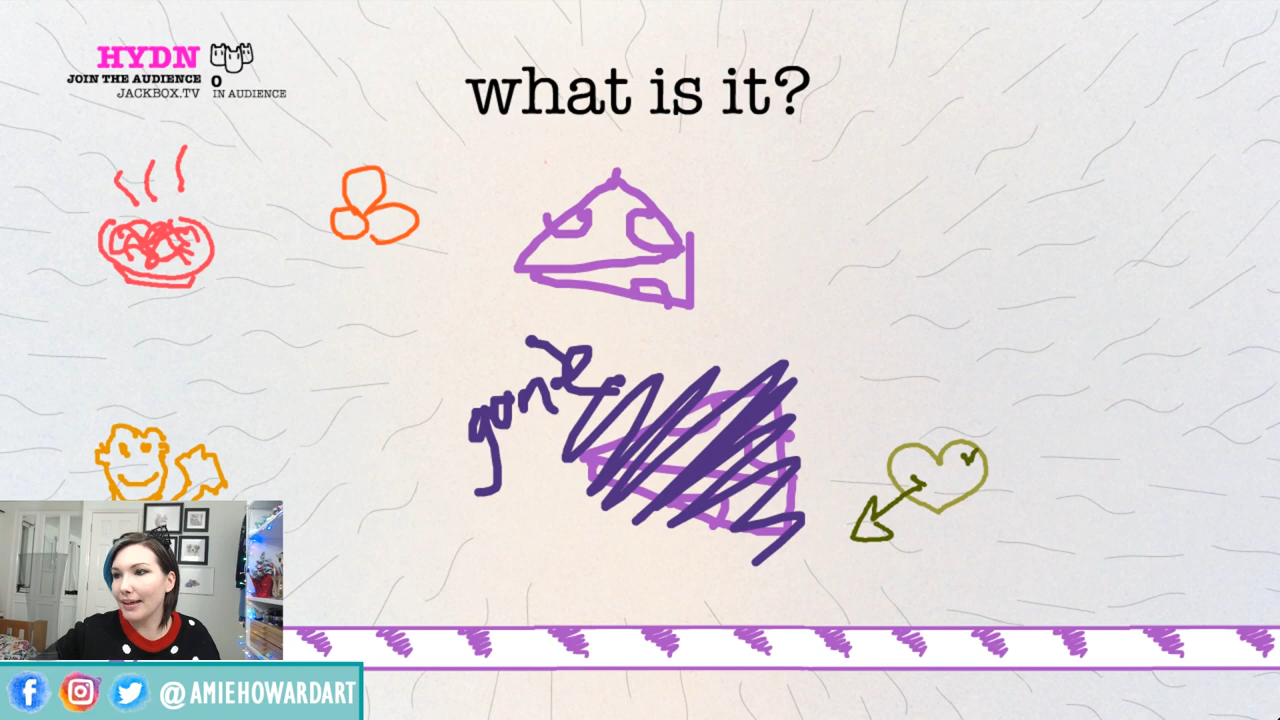 HYDN
JOIN THE AUDIENCE
JACKBOX.TV
0
IN AUDIENCE
what is it?
gone
@AMIEHOWARDART